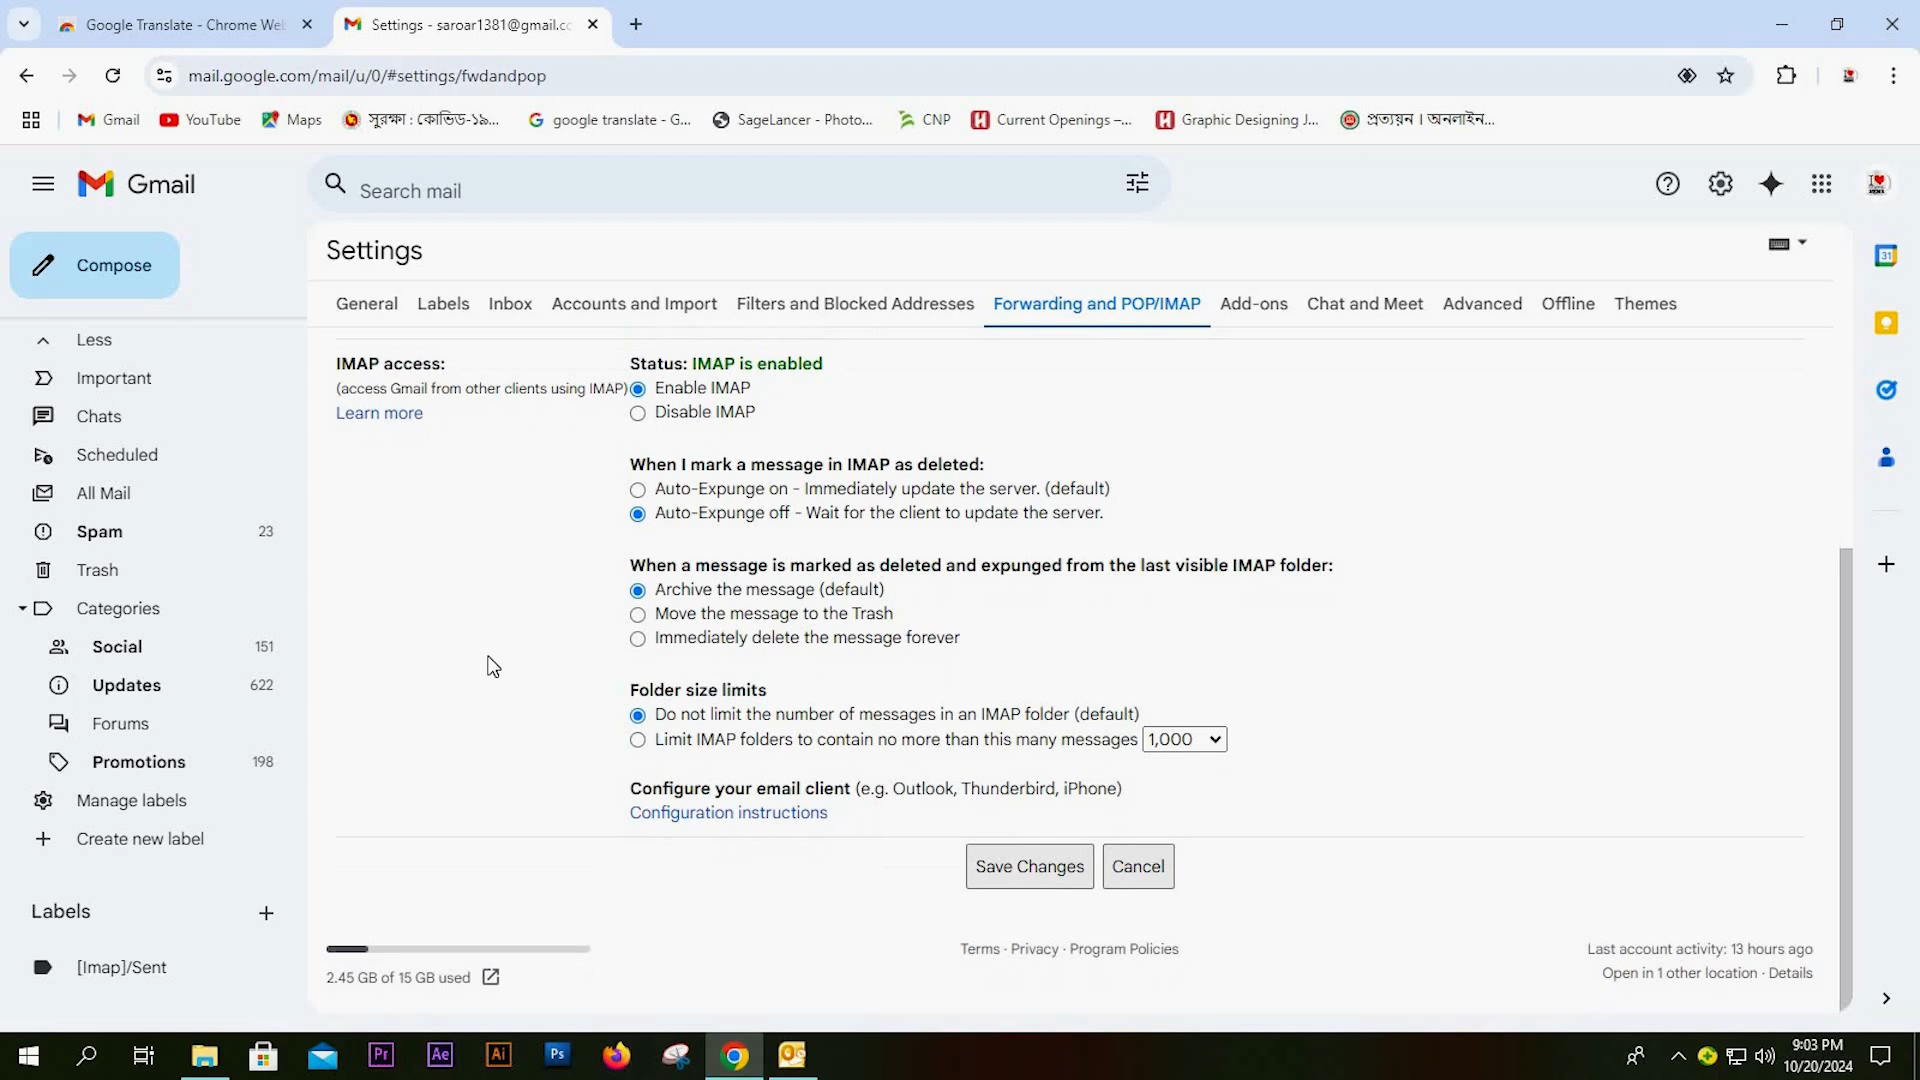 Google Translate - Chrome We
Settings - saroar1381@gmail.c
mail.google.com/mail/u/0/#settings/fwdandpop
Gmail
YouTube
Maps
সুরক্ষা : কোভিড-১৯...
google translate - G...
SageLancer - Photo...
CNP
Current Openings –...
Graphic Designing J...
প্রত্যয়ন । অনলাইন...
Gmail
Search mail
Compose
Less
Important
Chats
Scheduled
All Mail
Spam 23
Trash
Categories
Social 151
Updates 622
Forums
Promotions 198
Manage labels
Create new label
Labels
[Imap]/Sent
Settings
General Labels Inbox Accounts and Import Filters and Blocked Addresses Forwarding and POP/IMAP Add-ons Chat and Meet Advanced Offline Themes
IMAP access:
(access Gmail from other clients using IMAP)
Learn more
Status: IMAP is enabled
Enable IMAP
Disable IMAP
When I mark a message in IMAP as deleted:
Auto-Expunge on - Immediately update the server. (default)
Auto-Expunge off - Wait for the client to update the server.
When a message is marked as deleted and expunged from the last visible IMAP folder:
Archive the message (default)
Move the message to the Trash
Immediately delete the message forever
Folder size limits
Do not limit the number of messages in an IMAP folder (default)
Limit IMAP folders to contain no more than this many messages 1,000
Configure your email client (e.g. Outlook, Thunderbird, iPhone)
Configuration instructions
Save Changes Cancel
2.45 GB of 15 GB used
Terms · Privacy · Program Policies
Last account activity: 13 hours ago
Open in 1 other location · Details
31
Pr
Ae
Ai
Ps
9:03 PM
10/20/2024